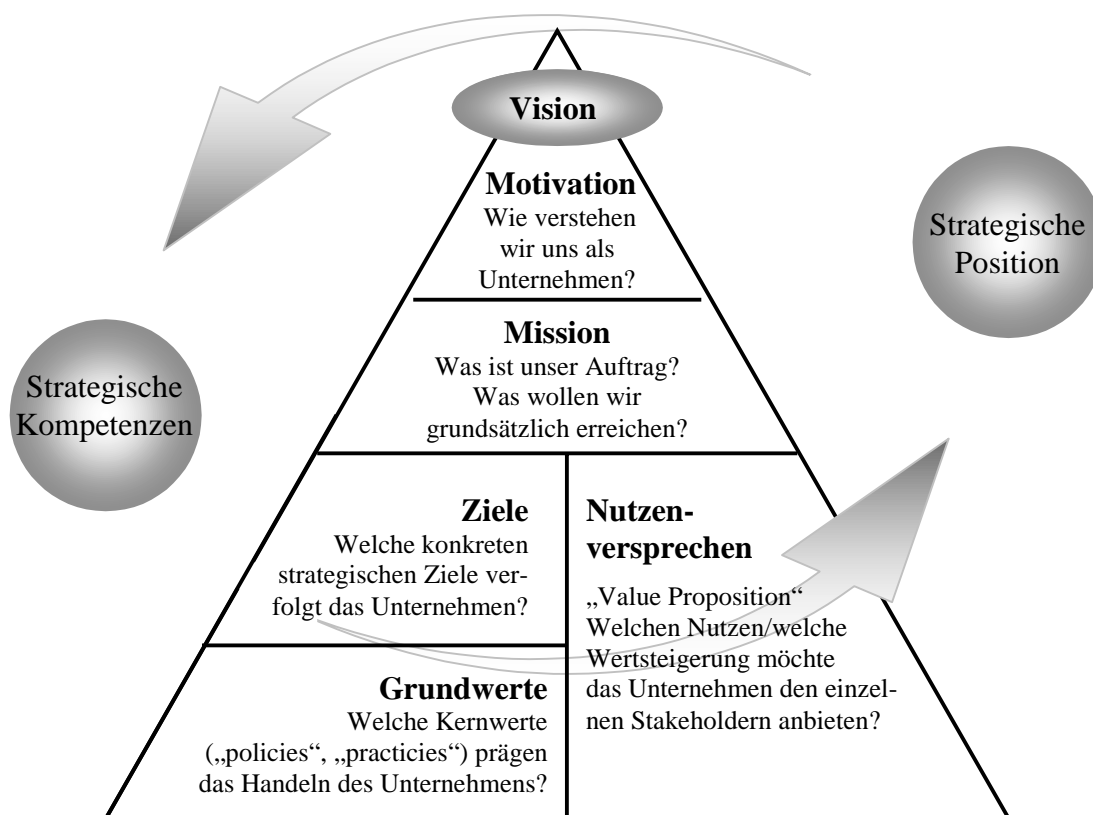 Vision
Motivation
Wie verstehen
wir uns als
Unternehmen?
Strategische
Position
Mission
Was ist unser Auftrag?
Was wollen wir
grundsätzlich erreichen?
Strategische
Kompetenzen
Ziele
Welche konkreten
strategischen Ziele ver-
folgt das Unternehmen?
Nutzen-
versprechen
„Value Proposition“
Welchen Nutzen/welche
Wertsteigerung möchte
das Unternehmen den einzel-
nen Stakeholdern anbieten?
Grundwerte
Welche Kernwerte
(„policies“, „practicies“) prägen
das Handeln des Unternehmens?